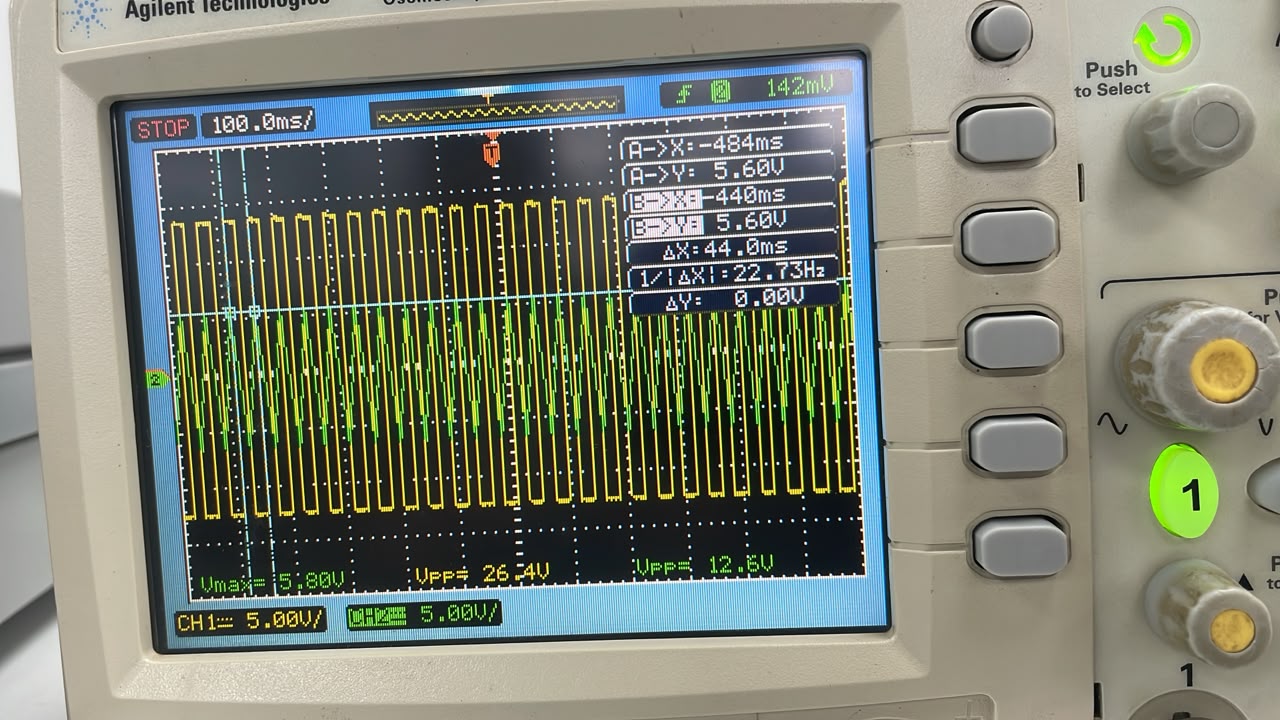 Agilent Technologies
STOP 100.0ms/ 142mV
A->X:-484ms
A->Y: 5.60V
B->X:-440ms
B->Y: 5.60V
ΔX:44.0ms
1/|ΔX|:22.73Hz
ΔY: 0.00V
Vmax= 5.80V Vpp= 26.4V Vpp= 12.6V
CH1 5.00V/ CH2 5.00V/
Push
to Select
1
1
2